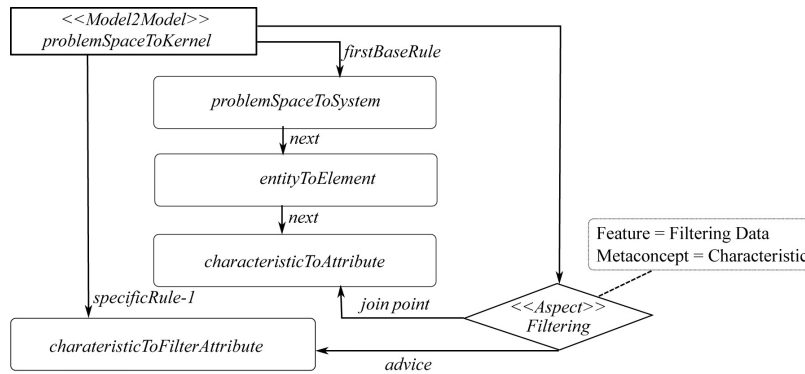 <<Model2Model>>
problemSpaceToKernel
firstBaseRule
problemSpaceToSystem
next
entityToElement
next
Feature = Filtering Data
Metaconcept = Characteristic
characteristicToAttribute
specificRule-1
join point
<<Aspect>>
Filtering
charateristicToFilterAttribute
advice